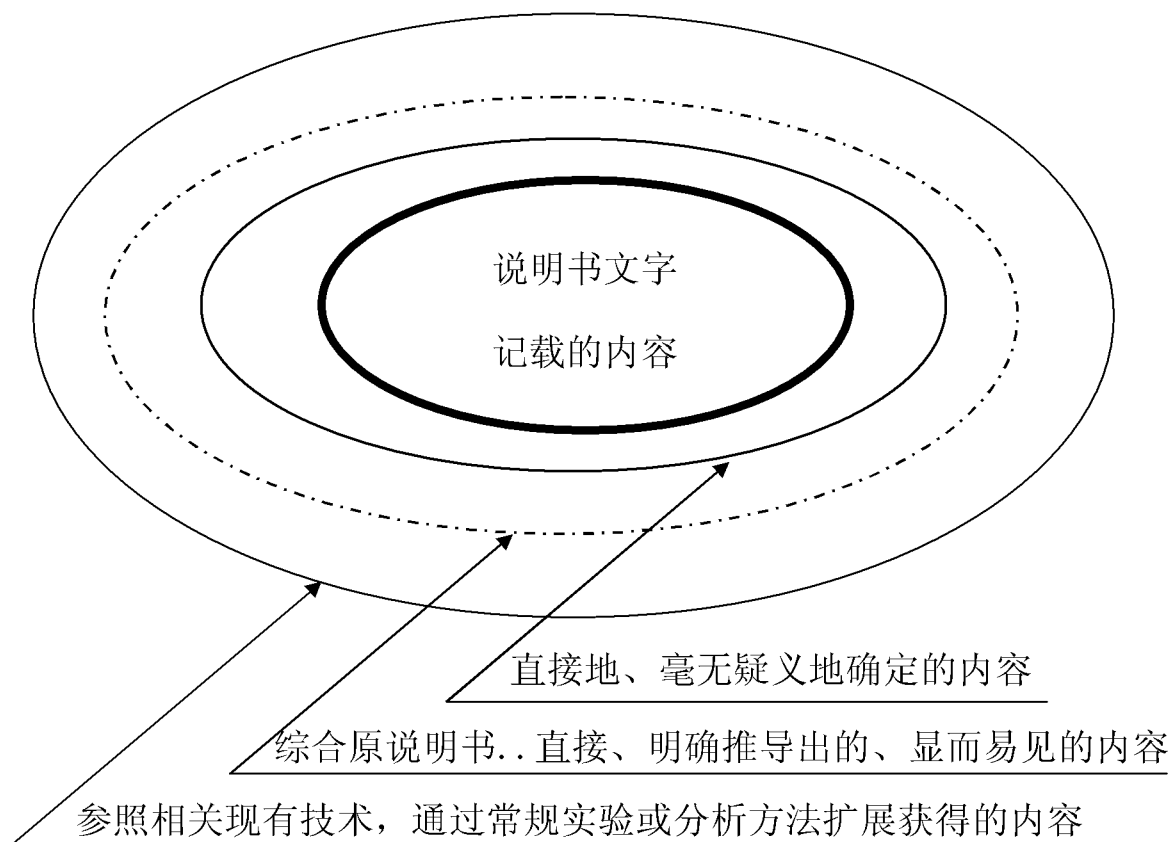 说明书文字
记载的内容
直接地、毫无疑义地确定的内容
综合原说明书..直接、明确推导出的、显而易见的内容
参照相关现有技术，通过常规实验或分析方法扩展获得的内容